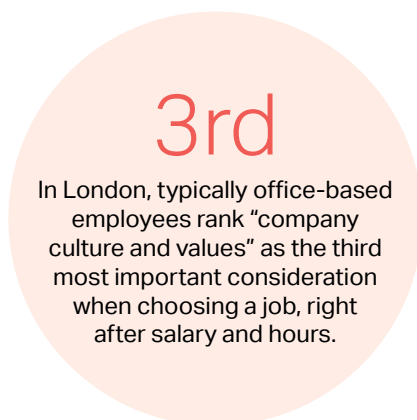 3rd
In London, typically office-based
employees rank “company
culture and values” as the third
most important consideration
when choosing a job, right
after salary and hours.